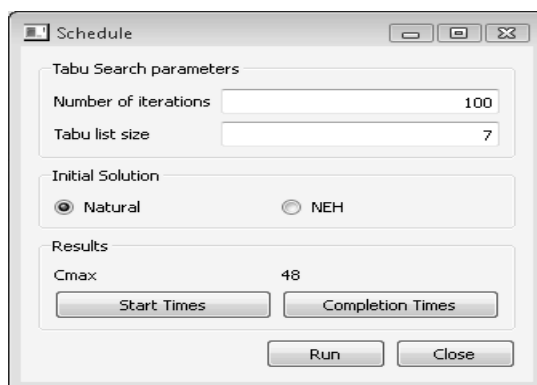 Schedule
Tabu Search parameters
Number of iterations 100
Tabu list size 7
Initial Solution
Natural NEH
Results
Cmax 48
Start Times Completion Times
Run Close